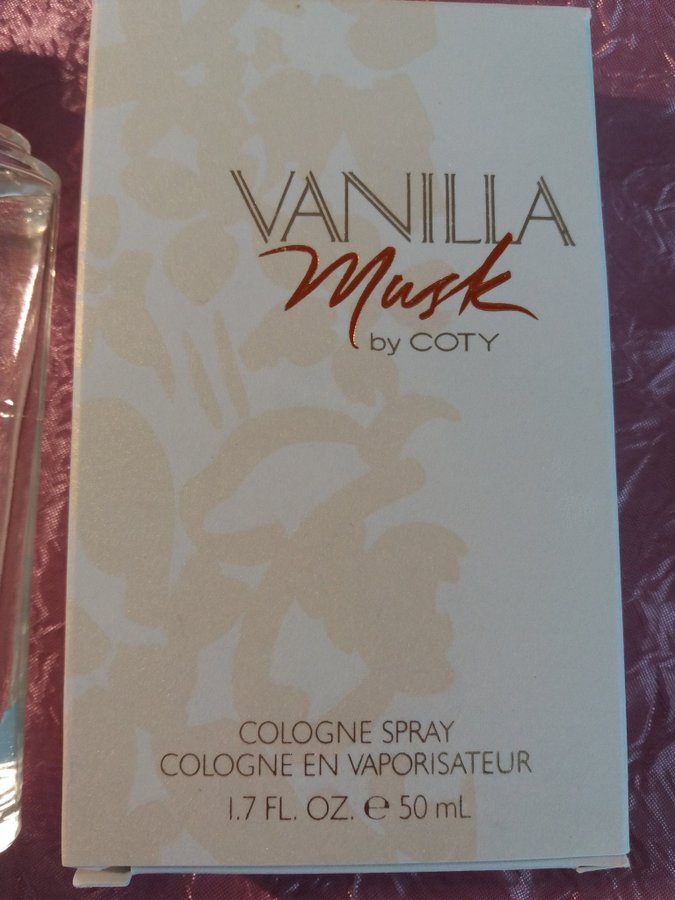 VANILLA
Musk
by COTY
COLOGNE SPRAY
COLOGNE EN VAPORISATEUR
1.7 FL. OZ. ℮ 50 mL